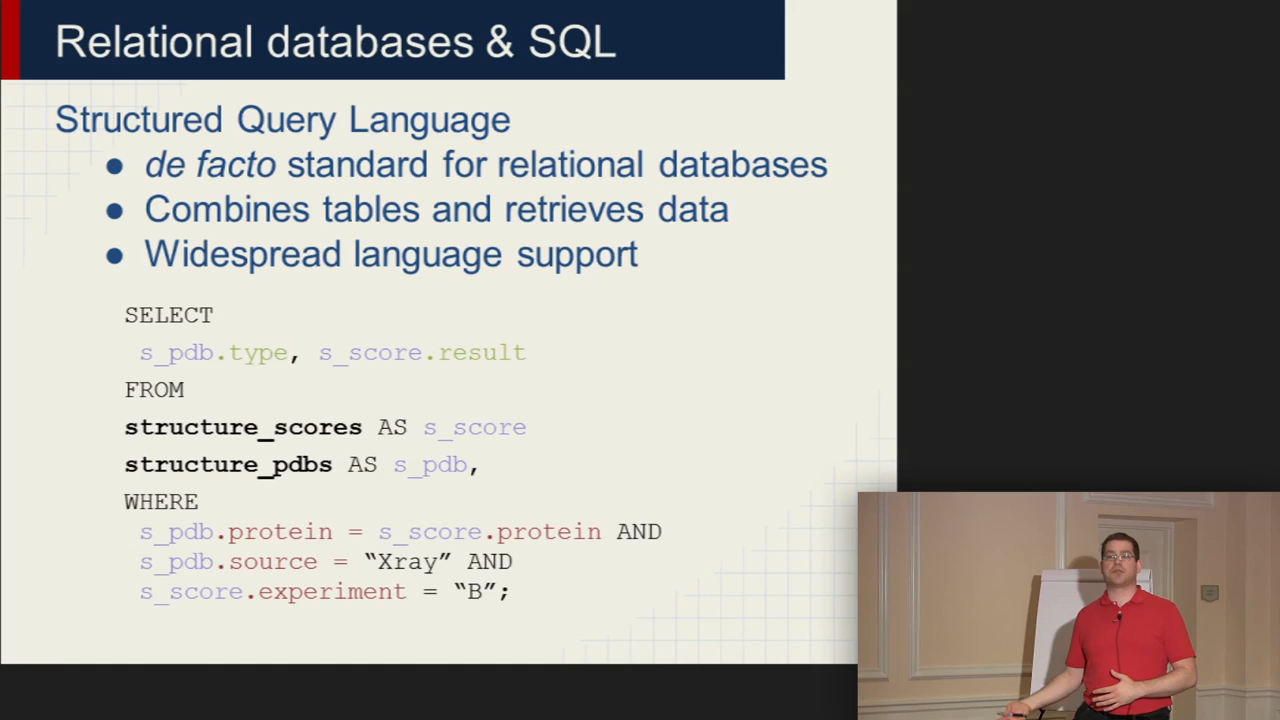 Relational databases & SQL
Structured Query Language
● de facto standard for relational databases
● Combines tables and retrieves data
● Widespread language support
SELECT
s_pdb.type, s_score.result
FROM
structure_scores AS s_score
structure_pdbs AS s_pdb,
WHERE
s_pdb.protein = s_score.protein AND
s_pdb.source = “Xray” AND
s_score.experiment = “B”;